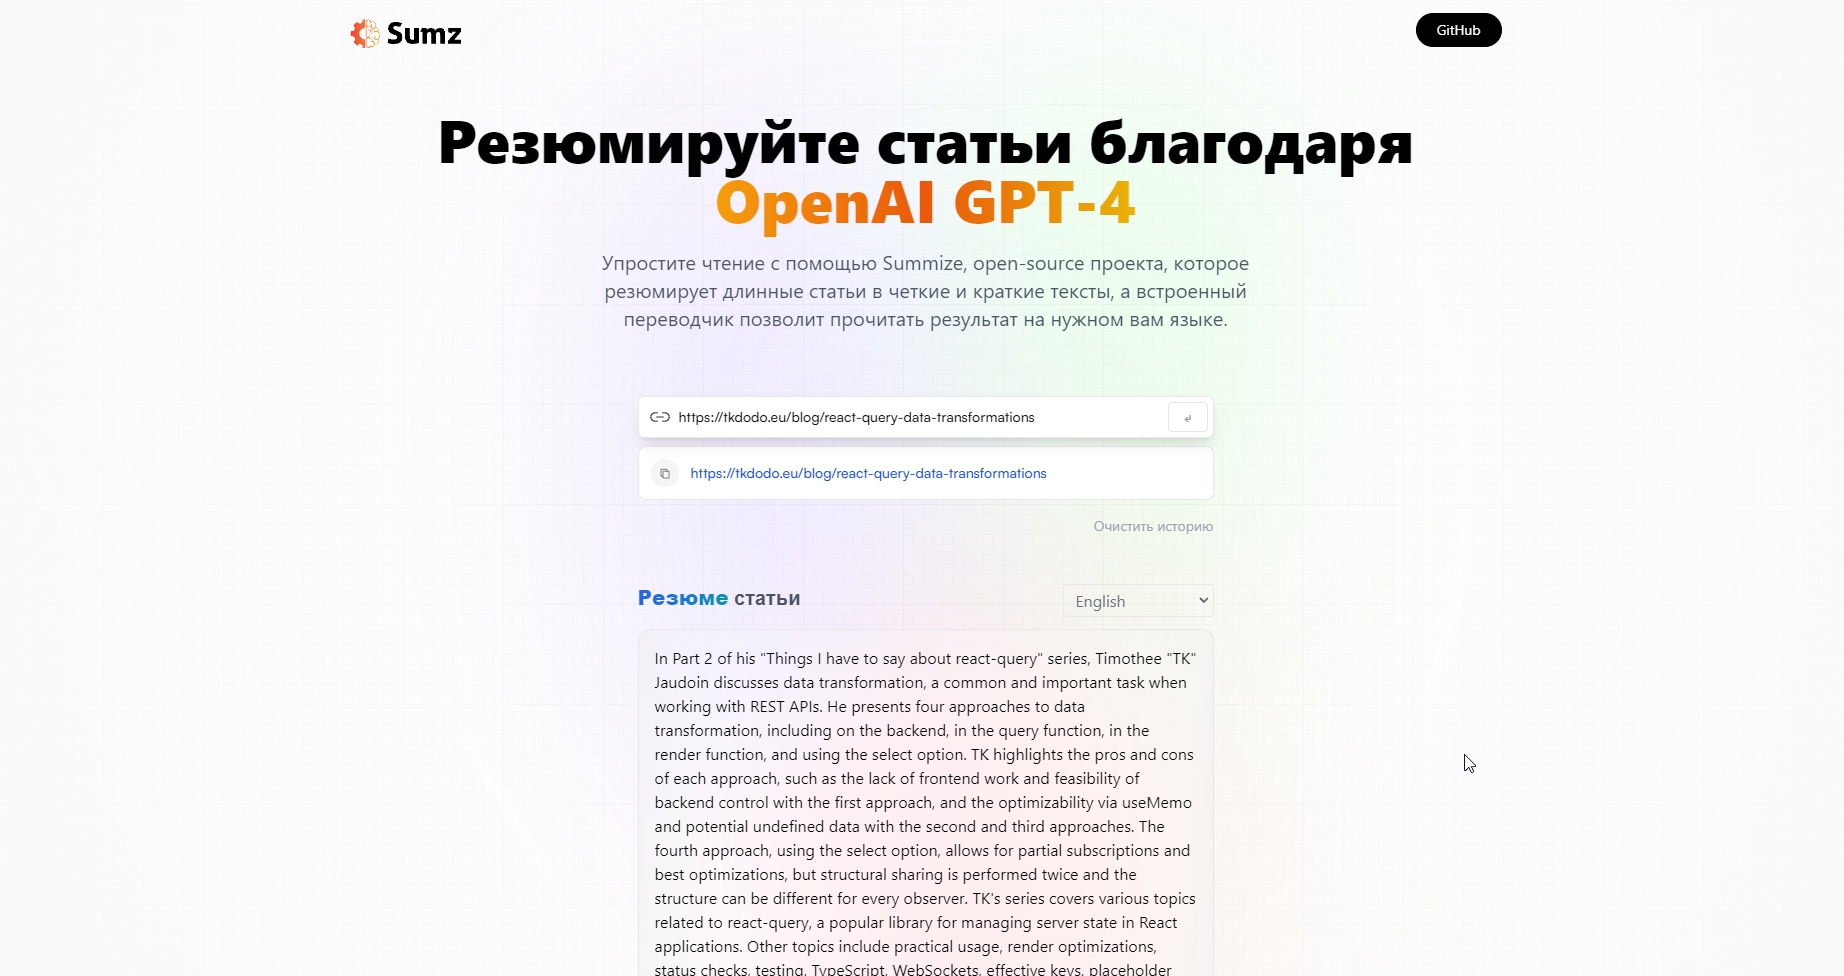 Sumz
GitHub
Резюмируйте статьи благодаря
OpenAI GPT-4
Упростите чтение с помощью Summize, open-source проекта, которое
резюмирует длинные статьи в четкие и краткие тексты, а встроенный
переводчик позволит прочитать результат на нужном вам языке.
https://tkdodo.eu/blog/react-query-data-transformations
https://tkdodo.eu/blog/react-query-data-transformations
Очистить историю
Резюме статьи
English
In Part 2 of his "Things I have to say about react-query" series, Timothee "TK"
Jaudoin discusses data transformation, a common and important task when
working with REST APIs. He presents four approaches to data
transformation, including on the backend, in the query function, in the
render function, and using the select option. TK highlights the pros and cons
of each approach, such as the lack of frontend work and feasibility of
backend control with the first approach, and the optimizability via useMemo
and potential undefined data with the second and third approaches. The
fourth approach, using the select option, allows for partial subscriptions and
best optimizations, but structural sharing is performed twice and the
structure can be different for every observer. TK's series covers various topics
related to react-query, a popular library for managing server state in React
applications. Other topics include practical usage, render optimizations,
status checks, testing, TypeScript, WebSockets, effective keys, placeholder